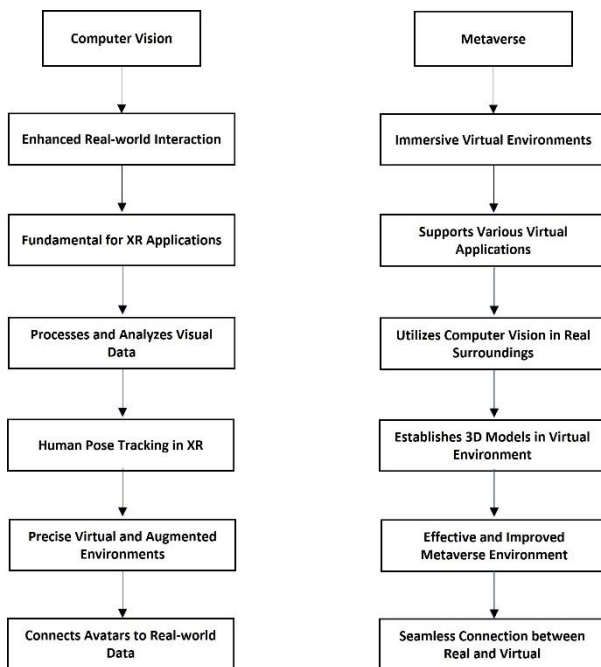 Computer Vision
Enhanced Real-world Interaction
Fundamental for XR Applications
Processes and Analyzes Visual
Data
Human Pose Tracking in XR
Precise Virtual and Augmented
Environments
Connects Avatars to Real-world
Data
Metaverse
Immersive Virtual Environments
Supports Various Virtual
Applications
Utilizes Computer Vision in Real
Surroundings
Establishes 3D Models in Virtual
Environment
Effective and Improved
Metaverse Environment
Seamless Connection between
Real and Virtual